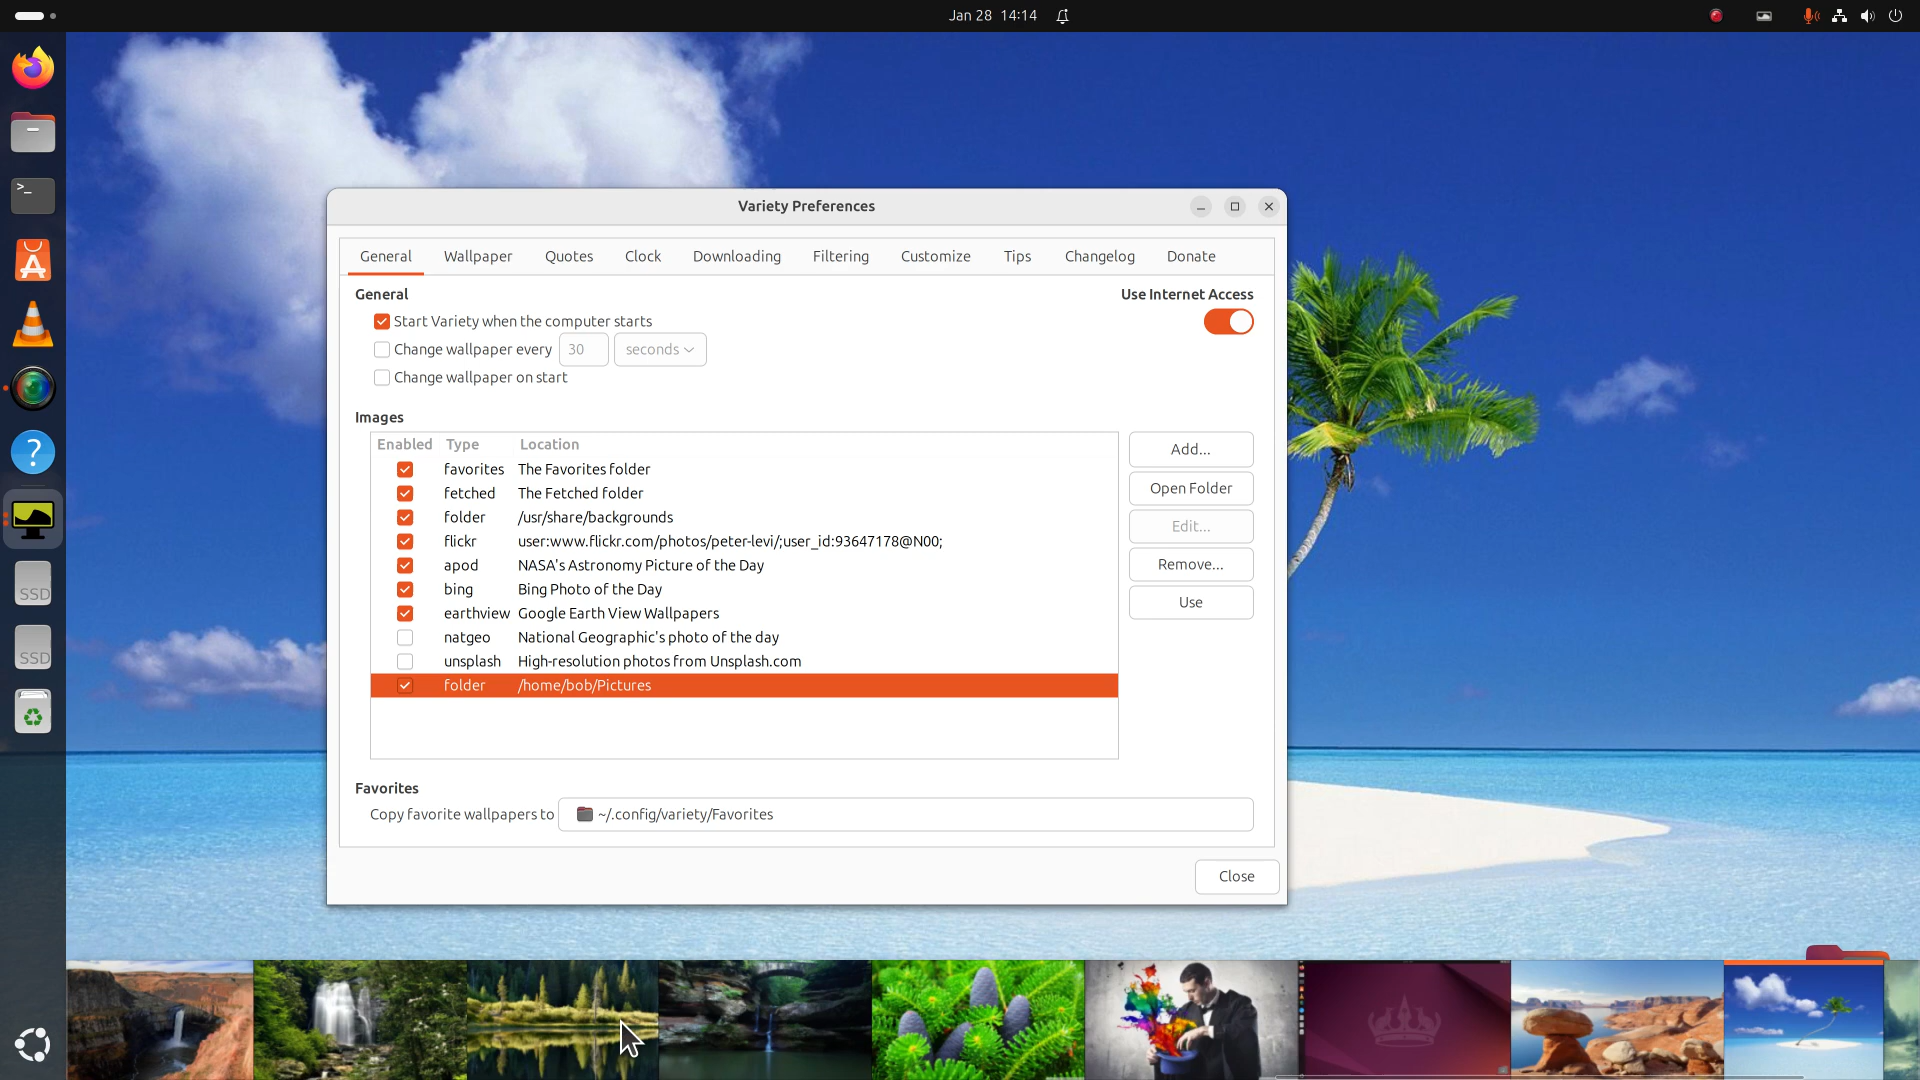 Jan 28 14:14
Variety Preferences
General Wallpaper Quotes Clock Downloading Filtering Customize Tips Changelog Donate
General
Use Internet Access
Start Variety when the computer starts
Change wallpaper every 30 seconds
Change wallpaper on start
Images
Enabled Type Location
favorites The Favorites folder
fetched The Fetched folder
folder /usr/share/backgrounds
flickr user:www.flickr.com/photos/peter-levi/;user_id:93647178@N00;
apod NASA's Astronomy Picture of the Day
bing Bing Photo of the Day
earthview Google Earth View Wallpapers
natgeo National Geographic's photo of the day
unsplash High-resolution photos from Unsplash.com
folder /home/bob/Pictures
Add...
Open Folder
Edit...
Remove...
Use
Favorites
Copy favorite wallpapers to ~/.config/variety/Favorites
Close
>_
?
SSD
SSD